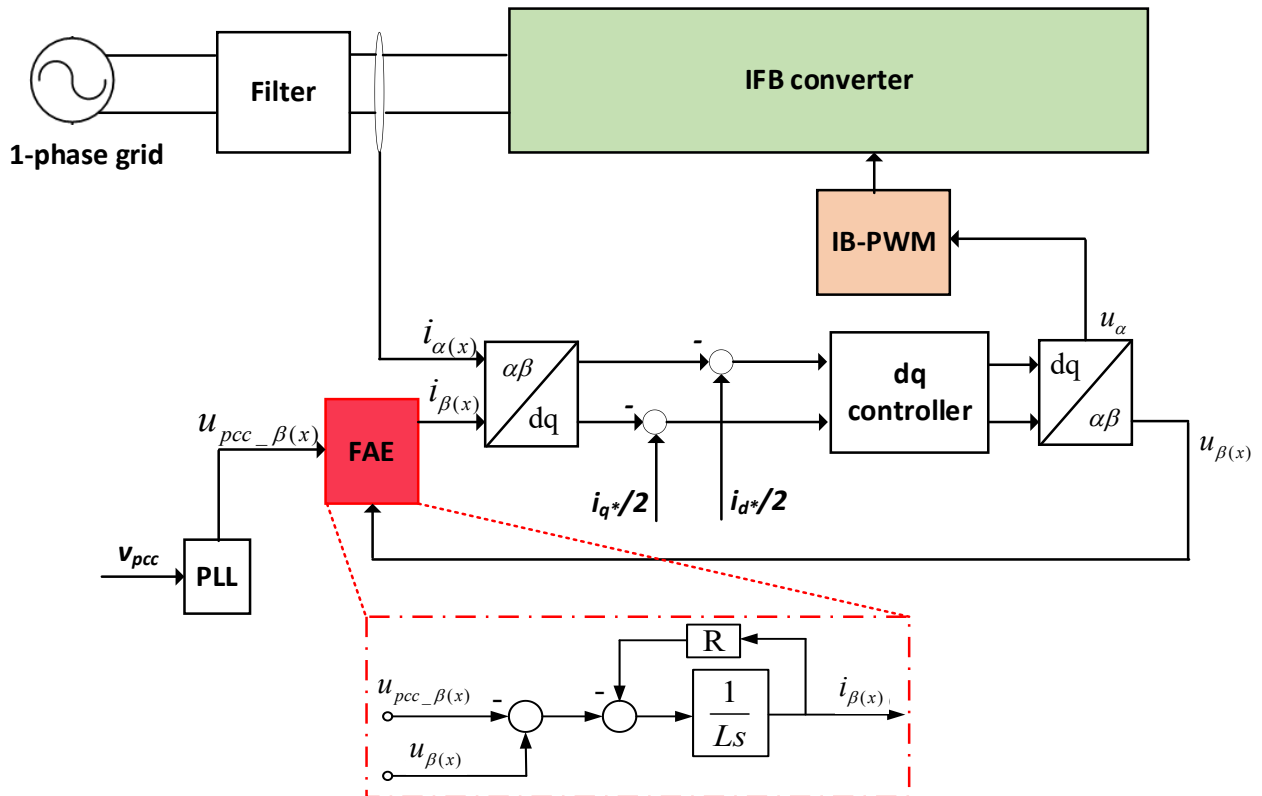 IFB converter
Filter
1-phase grid
IB-PWM
u_α
i_α(x)
αβ
dq
-
-
dq
controller
dq
αβ
i_β(x)
u_pcc_β(x)
FAE
u_β(x)
i_q*/2
i_d*/2
v_pcc
PLL
R
u_pcc_β(x)
-
-
1
Ls
i_β(x)
u_β(x)